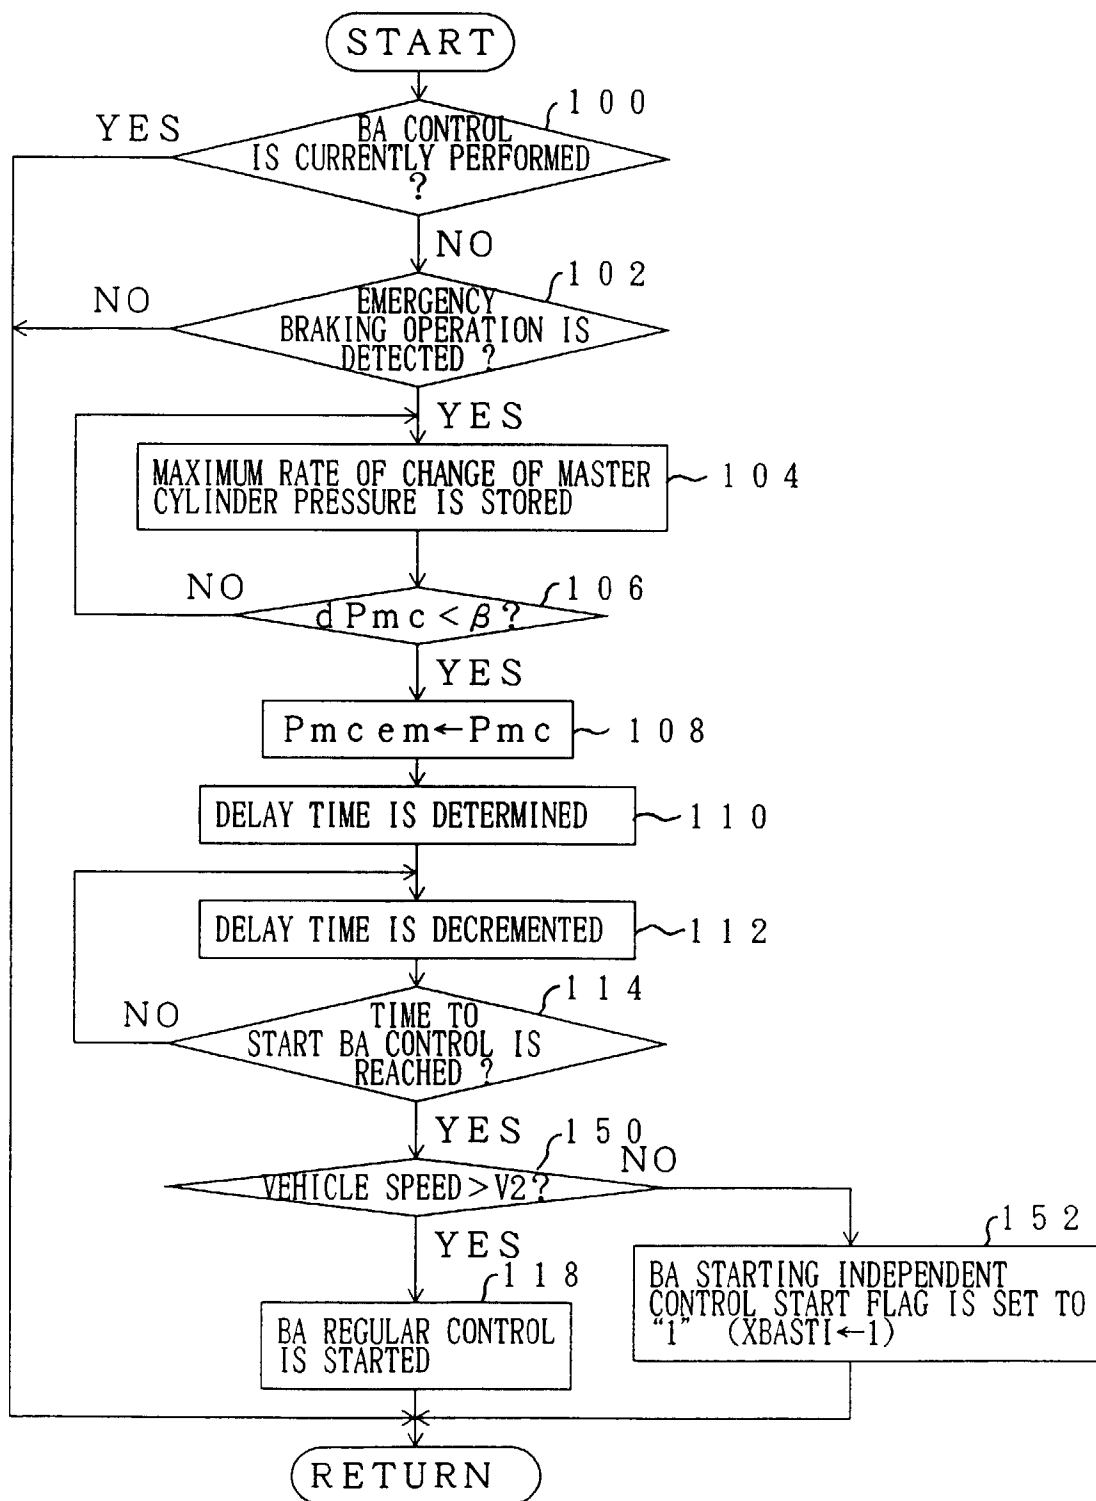 START
100
YES
BA CONTROL
IS CURRENTLY PERFORMED
?
NO
102
NO
EMERGENCY
BRAKING OPERATION IS
DETECTED ?
YES
MAXIMUM RATE OF CHANGE OF MASTER
CYLINDER PRESSURE IS STORED
104
NO
106
dPmc<β?
YES
Pmcem←Pmc
108
DELAY TIME IS DETERMINED
110
DELAY TIME IS DECREMENTED
112
114
NO
TIME TO
START BA CONTROL IS
REACHED ?
YES
150
NO
VEHICLE SPEED>V2?
YES
118
152
BA REGULAR CONTROL
IS STARTED
BA STARTING INDEPENDENT
CONTROL START FLAG IS SET TO
“1” (XBASTI←1)
RETURN